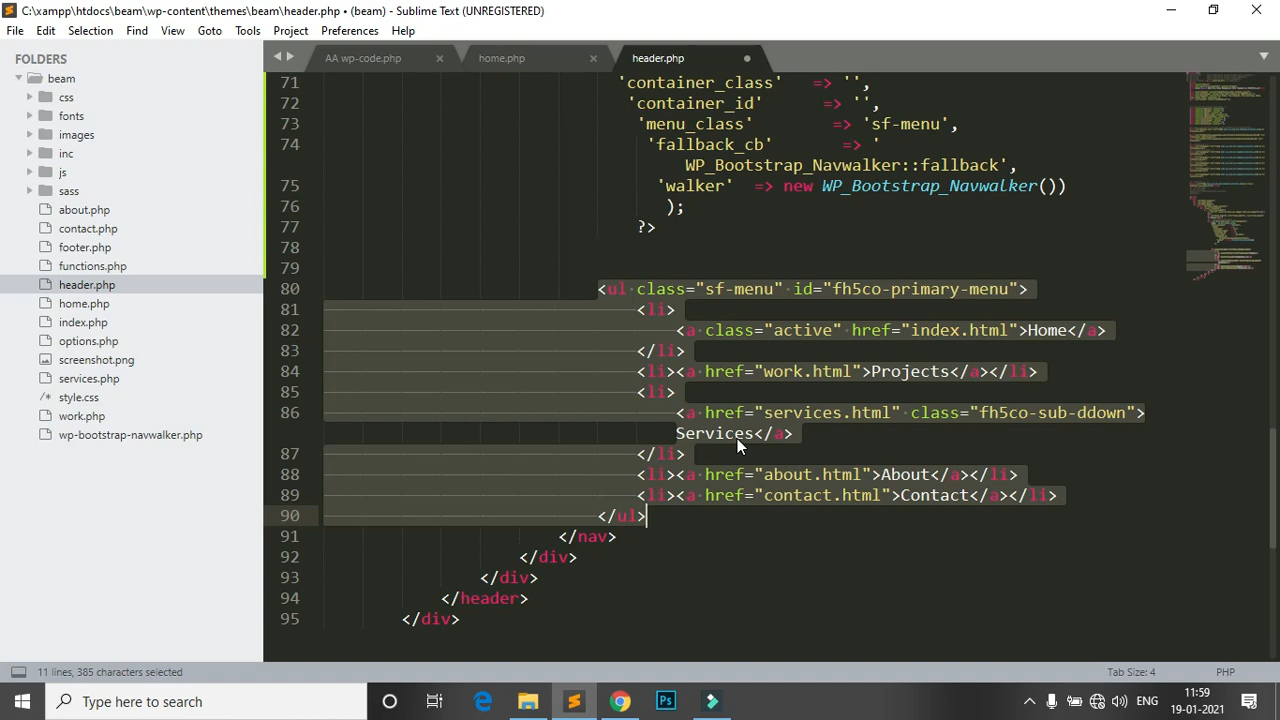 C:\xampp\htdocs\beam\wp-content\themes\beam\header.php • (beam) - Sublime Text (UNREGISTERED)
File Edit Selection Find View Goto Tools Project Preferences Help
FOLDERS
beam
css
fonts
images
inc
js
sass
about.php
contact.php
footer.php
functions.php
header.php
home.php
index.php
options.php
screenshot.png
services.php
/* style.css
work.php
wp-bootstrap-navwalker.php
AA wp-code.php home.php header.php
71 'container_class' => '',
72 'container_id' => '',
73 'menu_class' => 'sf-menu',
74 'fallback_cb' => '
WP_Bootstrap_Navwalker::fallback',
75 'walker' => new WP_Bootstrap_Navwalker())
76 );
77 ?>
78
79
80 <ul class="sf-menu" id="fh5co-primary-menu">
81 <li>
82 <a class="active" href="index.html">Home</a>
83 </li>
84 <li><a href="work.html">Projects</a></li>
85 <li>
86 <a href="services.html" class="fh5co-sub-ddown">
Services</a>
87 </li>
88 <li><a href="about.html">About</a></li>
89 <li><a href="contact.html">Contact</a></li>
90 </ul>
91 </nav>
92 </div>
93 </div>
94 </header>
95 </div>
11 lines, 385 characters selected Tab Size: 4 PHP
Type here to search
Ps
ENG
11:59
19-01-2021